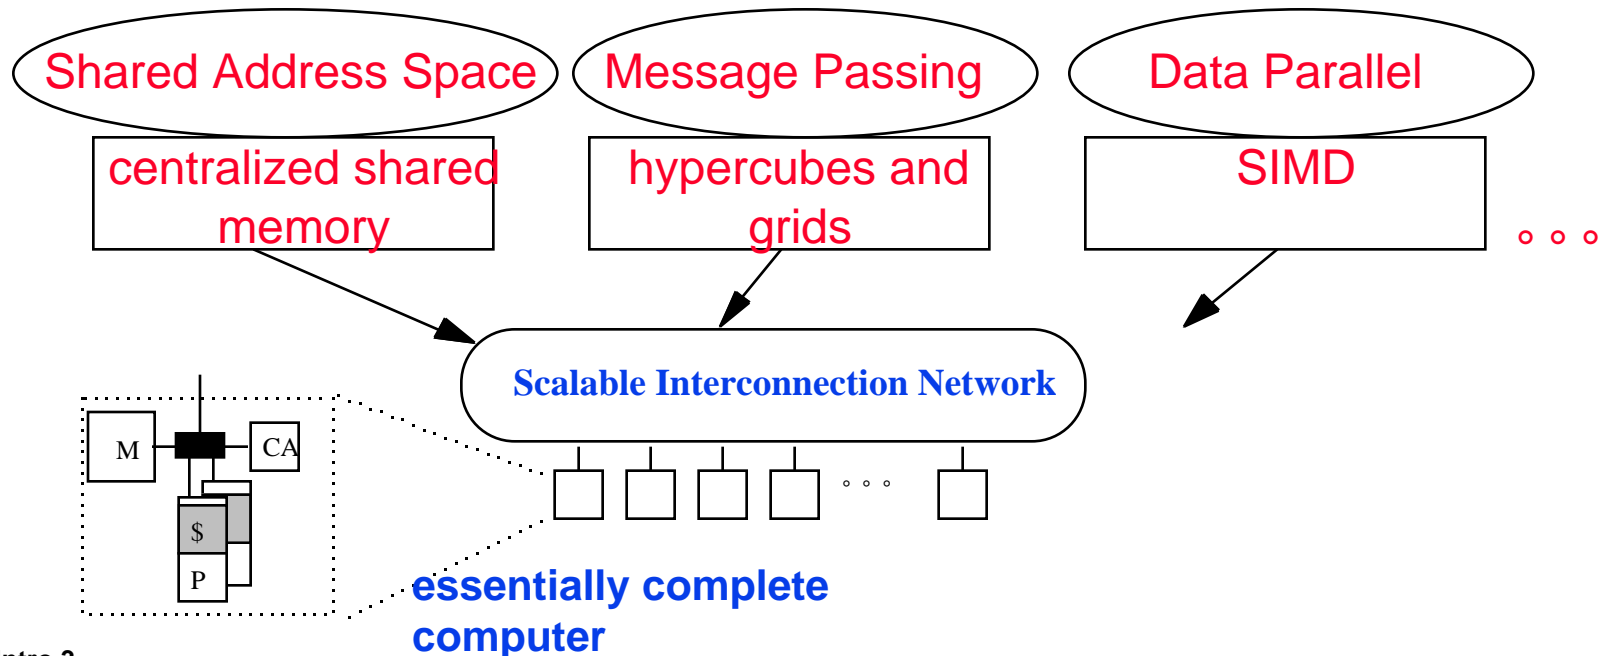 Shared Address Space
Message Passing
Data Parallel
centralized shared
memory
hypercubes and
grids
SIMD
° ° °
Scalable Interconnection Network
M
CA
$
P
° ° °
essentially complete
computer